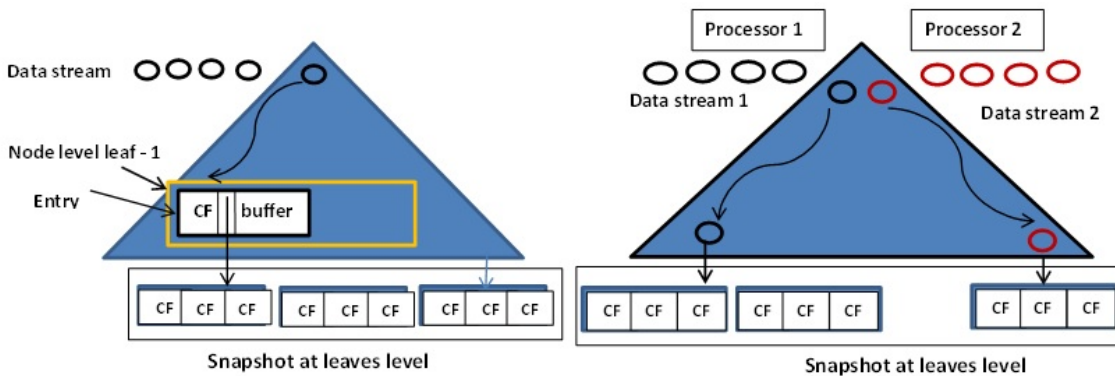 Data stream
Node level leaf - 1
Entry
CF buffer
CF CF CF CF CF CF CF CF CF
Snapshot at leaves level
Processor 1 Processor 2
Data stream 1
Data stream 2
CF CF CF CF CF CF CF CF CF
Snapshot at leaves level